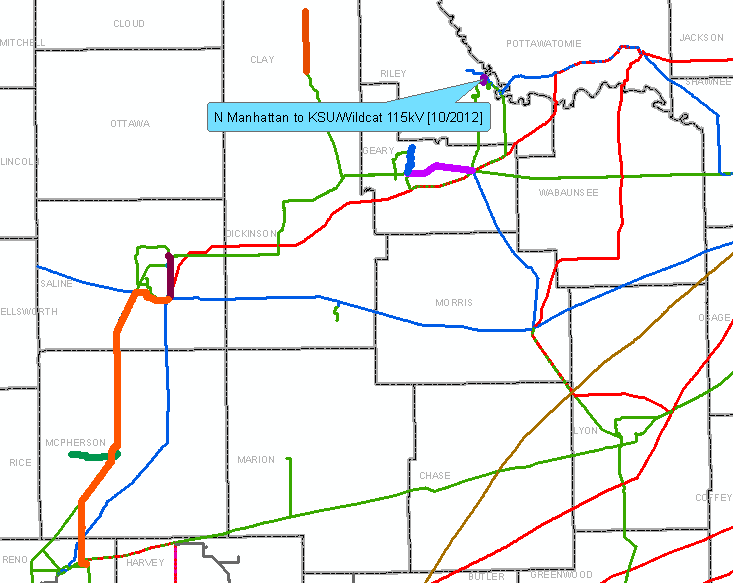 CLOUD
MITCHELL
CLAY
POTTAWATOMIE
JACKSON
RILEY
SHAWNEE
N Manhattan to KSU/Wildcat 115kV [10/2012]
OTTAWA
GEARY
LINCOLN
WABAUNSEE
DICKINSON
SALINE
MORRIS
ELLSWORTH
OSAGE
LYON
MCPHERSON
RICE
MARION
CHASE
COFFEY
RENO
HARVEY
BUTLER
GREENWOOD